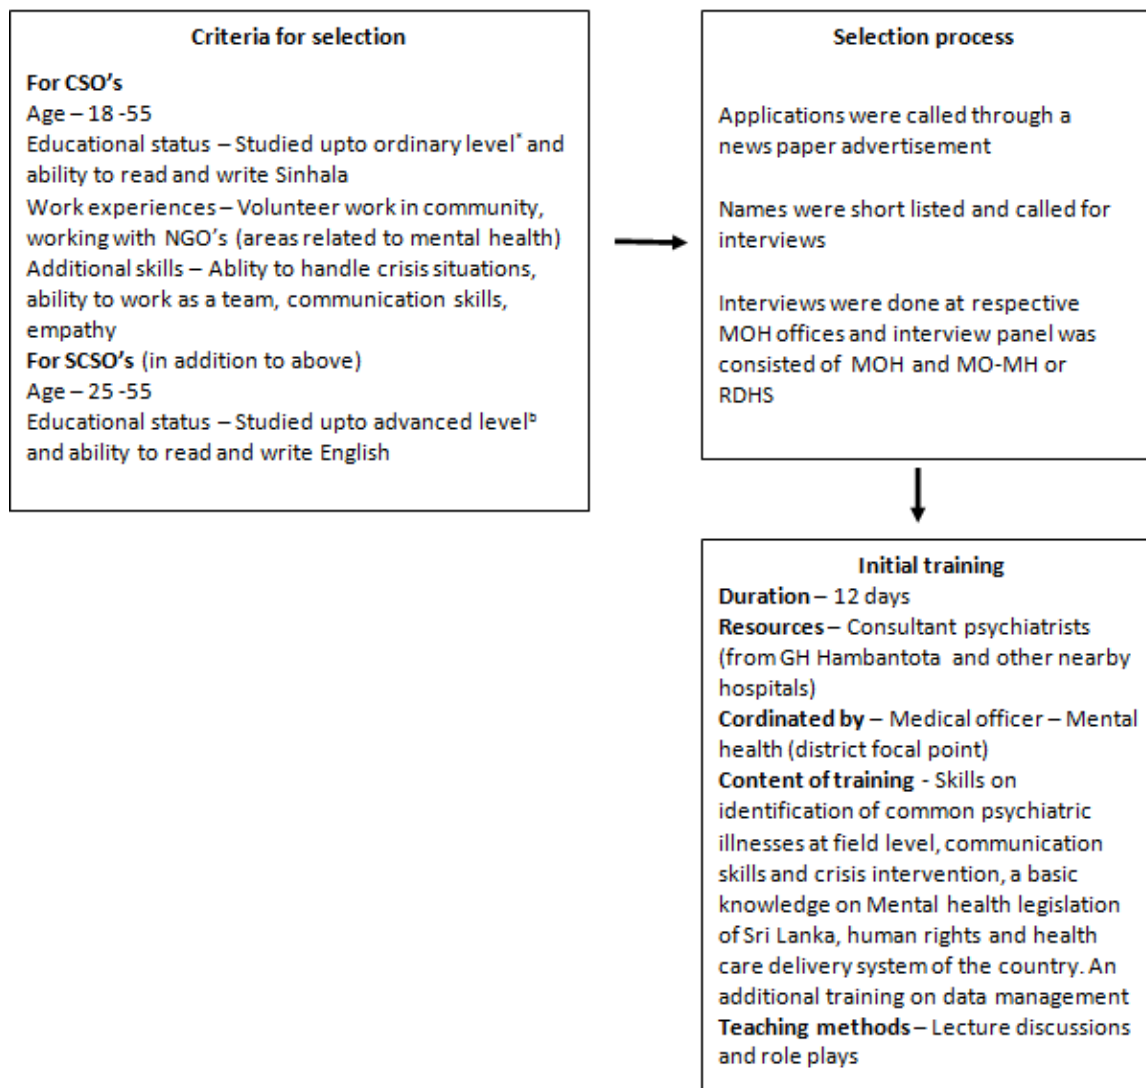 Criteria for selection
For CSO's
Age – 18 -55
Educational status – Studied upto ordinary level* and
ability to read and write Sinhala
Work experiences – Volunteer work in community,
working with NGO's (areas related to mental health)
Additional skills – Ablity to handle crisis situations,
ability to work as a team, communication skills,
empathy
For SCSO's (in addition to above)
Age – 25 -55
Educational status – Studied upto advanced levelᵇ
and ability to read and write English
Selection process
Applications were called through a
news paper advertisement
Names were short listed and called for
interviews
Interviews were done at respective
MOH offices and interview panel was
consisted of MOH and MO-MH or
RDHS
Initial training
Duration – 12 days
Resources – Consultant psychiatrists
(from GH Hambantota and other nearby
hospitals)
Cordinated by – Medical officer – Mental
health (district focal point)
Content of training - Skills on
identification of common psychiatric
illnesses at field level, communication
skills and crisis intervention, a basic
knowledge on Mental health legislation
of Sri Lanka, human rights and health
care delivery system of the country. An
additional training on data management
Teaching methods – Lecture discussions
and role plays